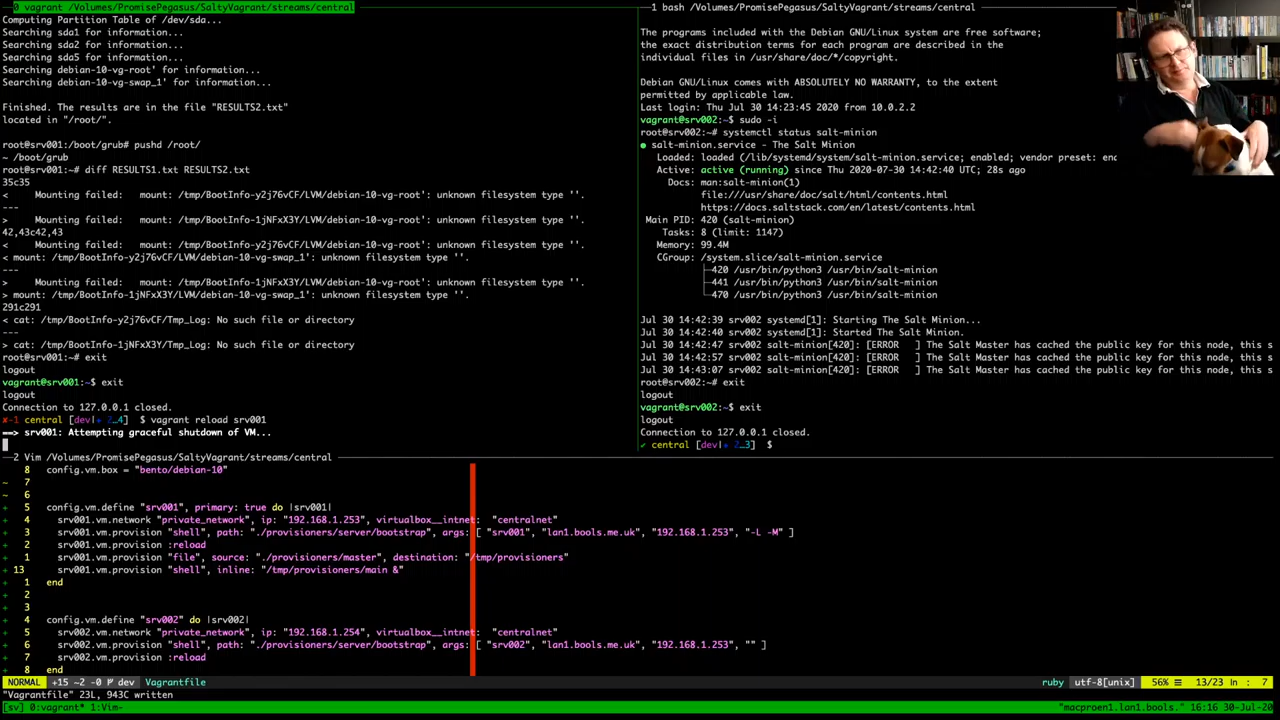 0 vagrant /Volumes/PromisePegasus/SaltyVagrant/streams/central
Computing Partition Table of /dev/sda...
Searching sda1 for information...
Searching sda2 for information...
Searching sda5 for information...
Searching debian-10-vg-root' for information...
Searching debian-10-vg-swap_1' for information...
Finished. The results are in the file "RESULTS2.txt"
located in "/root/".
root@srv001:/boot/grub# pushd /root/
~ /boot/grub
root@srv001:~# diff RESULTS1.txt RESULTS2.txt
35c35
<     Mounting failed:   mount: /tmp/BootInfo-y2j76vCF/LVM/debian-10-vg-root': unknown filesystem type ''.
---
>     Mounting failed:   mount: /tmp/BootInfo-1jNFxX3Y/LVM/debian-10-vg-root': unknown filesystem type ''.
42,43c42,43
<     Mounting failed:   mount: /tmp/BootInfo-y2j76vCF/LVM/debian-10-vg-root': unknown filesystem type ''.
< mount: /tmp/BootInfo-y2j76vCF/LVM/debian-10-vg-swap_1': unknown filesystem type ''.
---
>     Mounting failed:   mount: /tmp/BootInfo-1jNFxX3Y/LVM/debian-10-vg-root': unknown filesystem type ''.
> mount: /tmp/BootInfo-1jNFxX3Y/LVM/debian-10-vg-swap_1': unknown filesystem type ''.
291c291
< cat: /tmp/BootInfo-y2j76vCF/Tmp_Log: No such file or directory
---
> cat: /tmp/BootInfo-1jNFxX3Y/Tmp_Log: No such file or directory
root@srv001:~# exit
logout
vagrant@srv001:~$ exit
logout
Connection to 127.0.0.1 closed.
✘-1 central [dev|✚ 2…4]  $ vagrant reload srv001
==> srv001: Attempting graceful shutdown of VM...
1 bash /Volumes/PromisePegasus/SaltyVagrant/streams/central
The programs included with the Debian GNU/Linux system are free software;
the exact distribution terms for each program are described in the
individual files in /usr/share/doc/*/copyright.
Debian GNU/Linux comes with ABSOLUTELY NO WARRANTY, to the extent
permitted by applicable law.
Last login: Thu Jul 30 14:23:45 2020 from 10.0.2.2
vagrant@srv002:~$ sudo -i
root@srv002:~# systemctl status salt-minion
● salt-minion.service - The Salt Minion
Loaded: loaded (/lib/systemd/system/salt-minion.service; enabled; vendor preset: ena
Active: active (running) since Thu 2020-07-30 14:42:40 UTC; 28s ago
Docs: man:salt-minion(1)
file:///usr/share/doc/salt/html/contents.html
https://docs.saltstack.com/en/latest/contents.html
Main PID: 420 (salt-minion)
Tasks: 8 (limit: 1147)
Memory: 99.4M
CGroup: /system.slice/salt-minion.service
├─420 /usr/bin/python3 /usr/bin/salt-minion
├─441 /usr/bin/python3 /usr/bin/salt-minion
└─470 /usr/bin/python3 /usr/bin/salt-minion
Jul 30 14:42:39 srv002 systemd[1]: Starting The Salt Minion...
Jul 30 14:42:40 srv002 systemd[1]: Started The Salt Minion.
Jul 30 14:42:47 srv002 salt-minion[420]: [ERROR   ] The Salt Master has cached the public key for this node, this s
Jul 30 14:42:57 srv002 salt-minion[420]: [ERROR   ] The Salt Master has cached the public key for this node, this s
Jul 30 14:43:07 srv002 salt-minion[420]: [ERROR   ] The Salt Master has cached the public key for this node, this s
root@srv002:~# exit
logout
vagrant@srv002:~$ exit
logout
Connection to 127.0.0.1 closed.
✔ central [dev|✚ 2…3]  $
2 Vim /Volumes/PromisePegasus/SaltyVagrant/streams/central
8   config.vm.box = "bento/debian-10"
~   7
~   6
+   5   config.vm.define "srv001", primary: true do |srv001|
+   4     srv001.vm.network "private_network", ip: "192.168.1.253", virtualbox__intnet: "centralnet"
+   3     srv001.vm.provision "shell", path: "./provisioners/server/bootstrap", args: [ "srv001", "lan1.bools.me.uk", "192.168.1.253", "-L -M" ]
+   2     srv001.vm.provision :reload
+   1     srv001.vm.provision "file", source: "./provisioners/master", destination: "/tmp/provisioners"
+ 13      srv001.vm.provision "shell", inline: "/tmp/provisioners/main &"
+   1   end
+   2
+   3
+   4   config.vm.define "srv002" do |srv002|
+   5     srv002.vm.network "private_network", ip: "192.168.1.254", virtualbox__intnet: "centralnet"
+   6     srv002.vm.provision "shell", path: "./provisioners/server/bootstrap", args: [ "srv002", "lan1.bools.me.uk", "192.168.1.253", "" ]
+   7     srv002.vm.provision :reload
+   8   end
NORMAL  +15 ~2 -0 ᚠ dev  Vagrantfile  ruby  utf-8[unix]  56% ☰  13/23 ln :  7
"Vagrantfile" 23L, 943C written
[sv] 0:vagrant* 1:Vim-  "macproen1.lan1.bools." 16:16 30-Jul-20